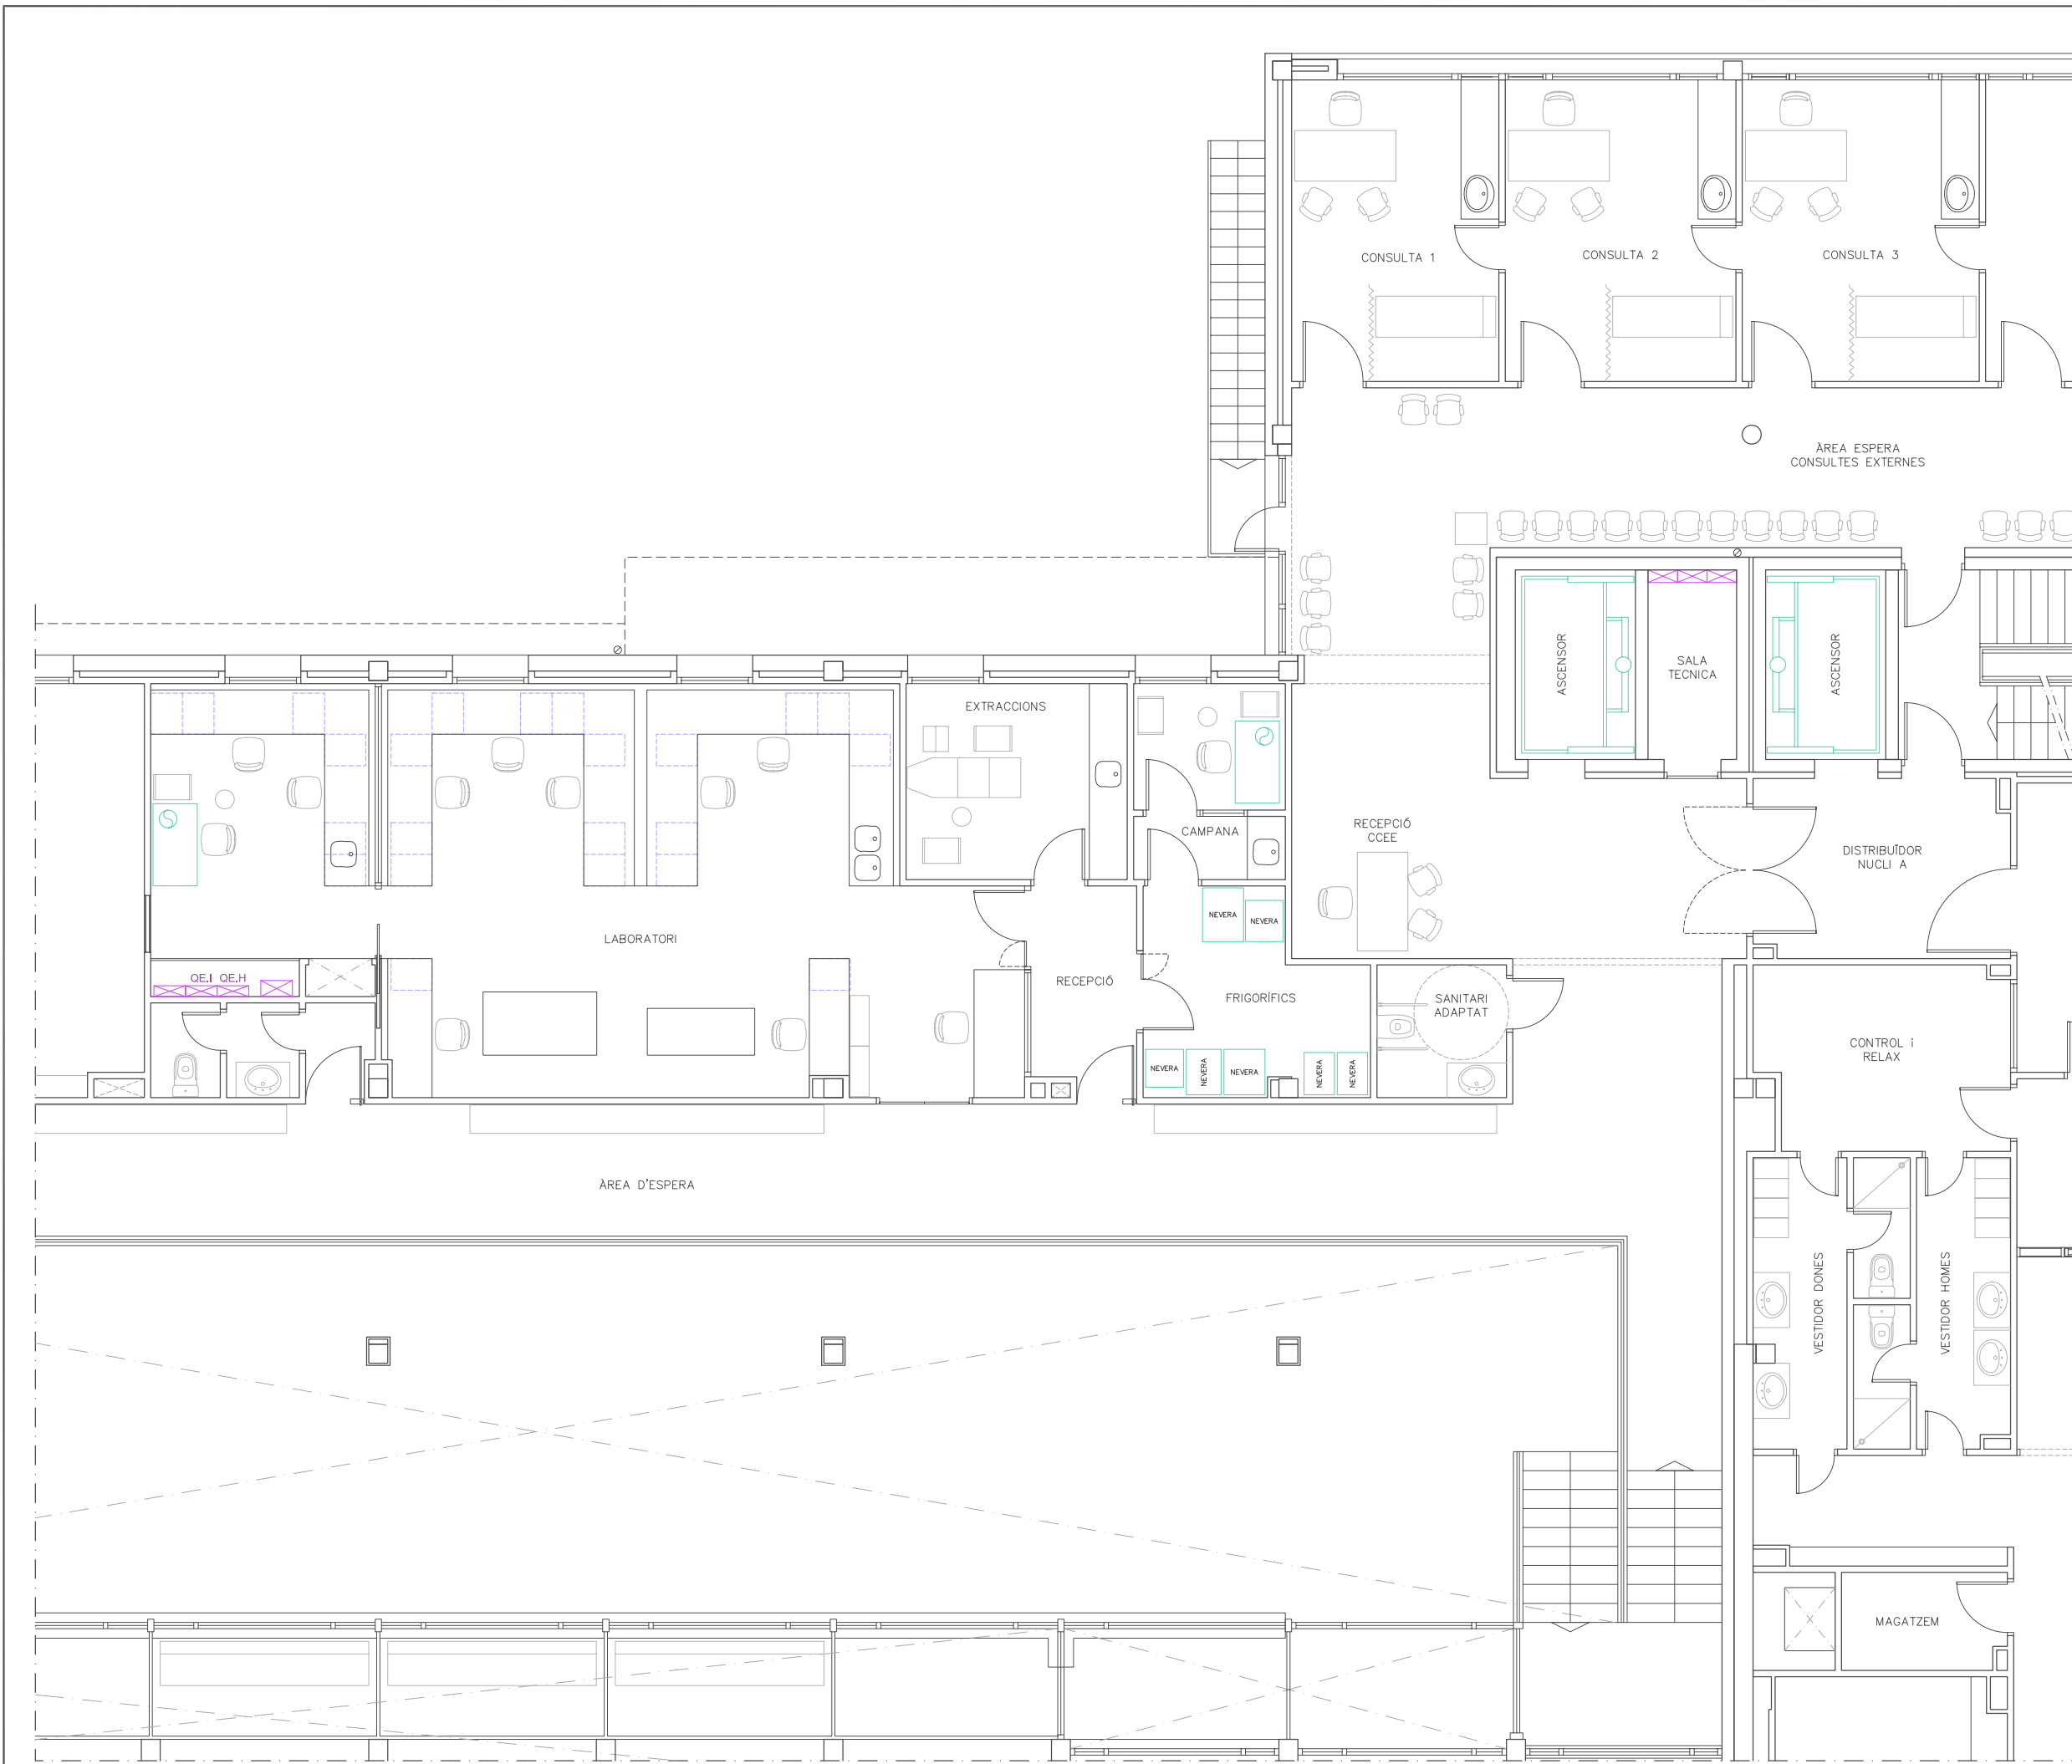 CONSULTA 1
CONSULTA 2
CONSULTA 3
ÀREA ESPERA
CONSULTES EXTERNES
ASCENSOR
SALA
TECNICA
ASCENSOR
EXTRACCIONS
CAMPANA
RECEPCIÓ
CCEE
DISTRIBUÏDOR
NUCLI A
NEVERA
NEVERA
LABORATORI
QE.I QE.H
RECEPCIÓ
FRIGORÍFICS
SANITARI
ADAPTAT
CONTROL i
RELAX
NEVERA
NEVERA
NEVERA
NEVERA
NEVERA
ÀREA D'ESPERA
VESTIDOR DONES
VESTIDOR HOMES
MAGATZEM